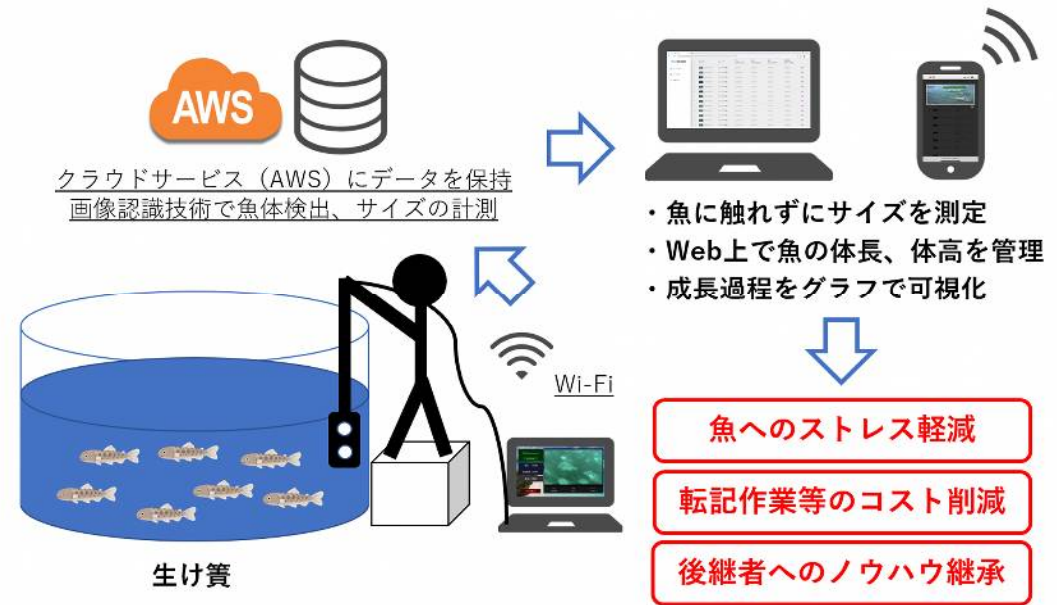 AWS
クラウドサービス（AWS）にデータを保持
画像認識技術で魚体検出、サイズの計測
・魚に触れずにサイズを測定
・Web上で魚の体長、体高を管理
・成長過程をグラフで可視化
Wi-Fi
生け簀
魚へのストレス軽減
転記作業等のコスト削減
後継者へのノウハウ継承